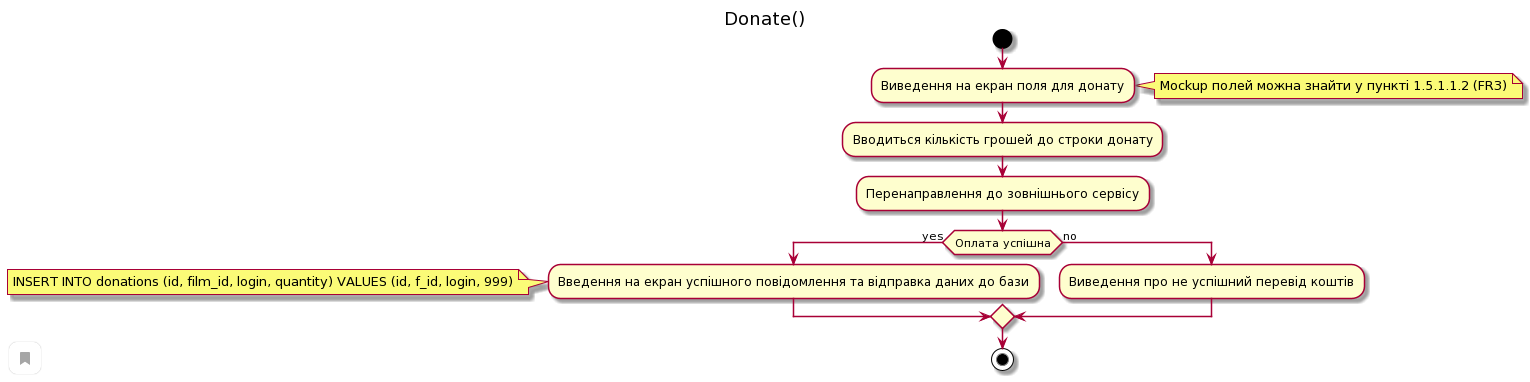 Donate()
Виведення на екран поля для донату
Mockup полей можна знайти у пункті 1.5.1.1.2 (FR3)
Вводиться кількість грошей до строки донату
Перенаправлення до зовнішнього сервісу
yes
Оплата успішна
no
INSERT INTO donations (id, film_id, login, quantity) VALUES (id, f_id, login, 999)
Введення на екран успішного повідомлення та відправка даних до бази
Виведення про не успішний перевід коштів